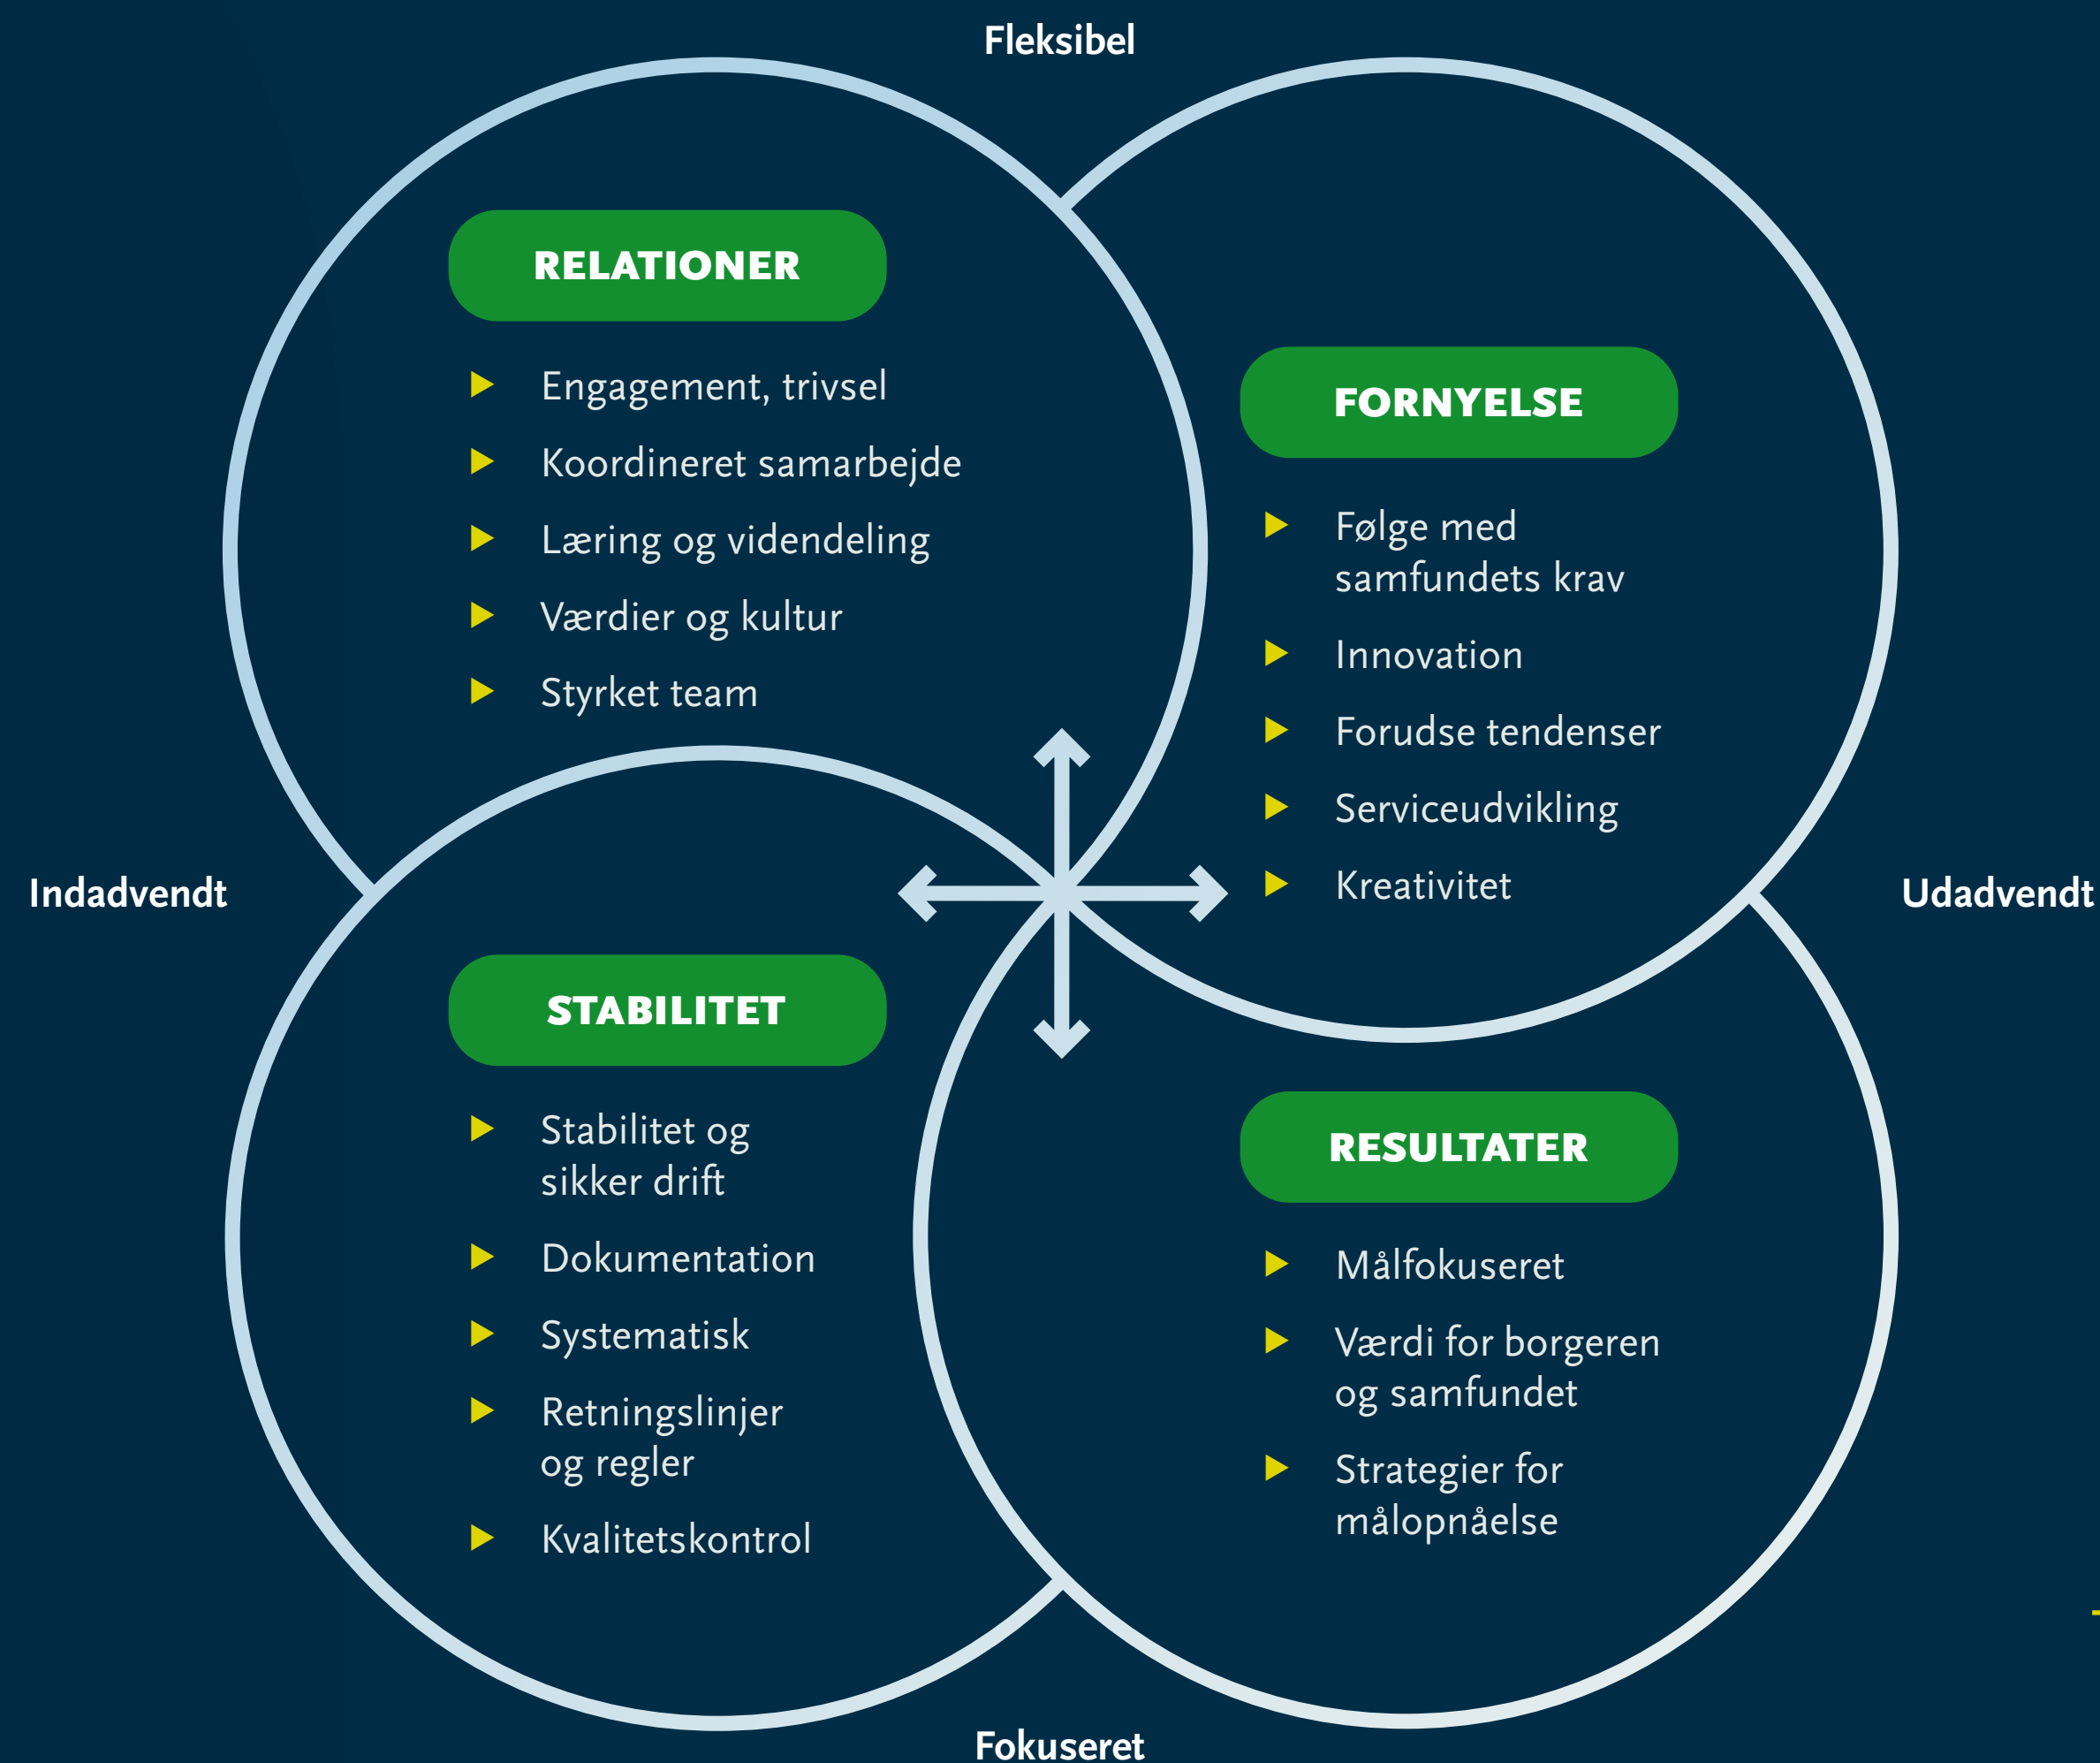 Fleksibel
RELATIONER
Engagement, trivsel
Koordineret samarbejde
Læring og videndeling
Værdier og kultur
Styrket team
FORNYELSE
Følge med
samfundets krav
Innovation
Forudse tendenser
Serviceudvikling
Kreativitet
Indadvendt
Udadvendt
STABILITET
Stabilitet og
sikker drift
Dokumentation
Systematisk
Retningslinjer
og regler
Kvalitetskontrol
RESULTATER
Målfokuseret
Værdi for borgeren
og samfundet
Strategier for
målopnåelse
Fokuseret